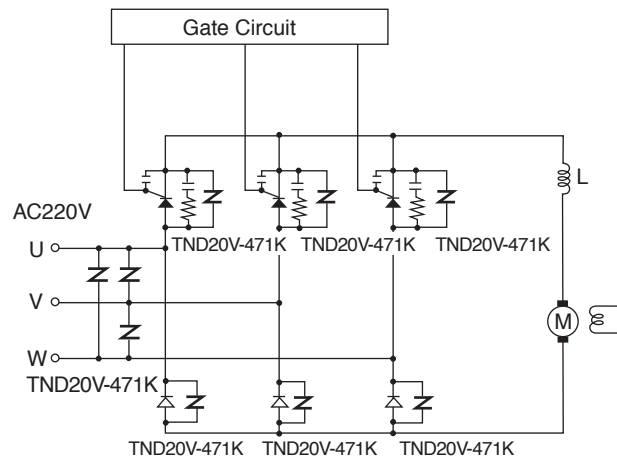 Gate Circuit
L
AC220V
TND20V-471K TND20V-471K TND20V-471K
U
V
M
W
TND20V-471K
TND20V-471K TND20V-471K TND20V-471K